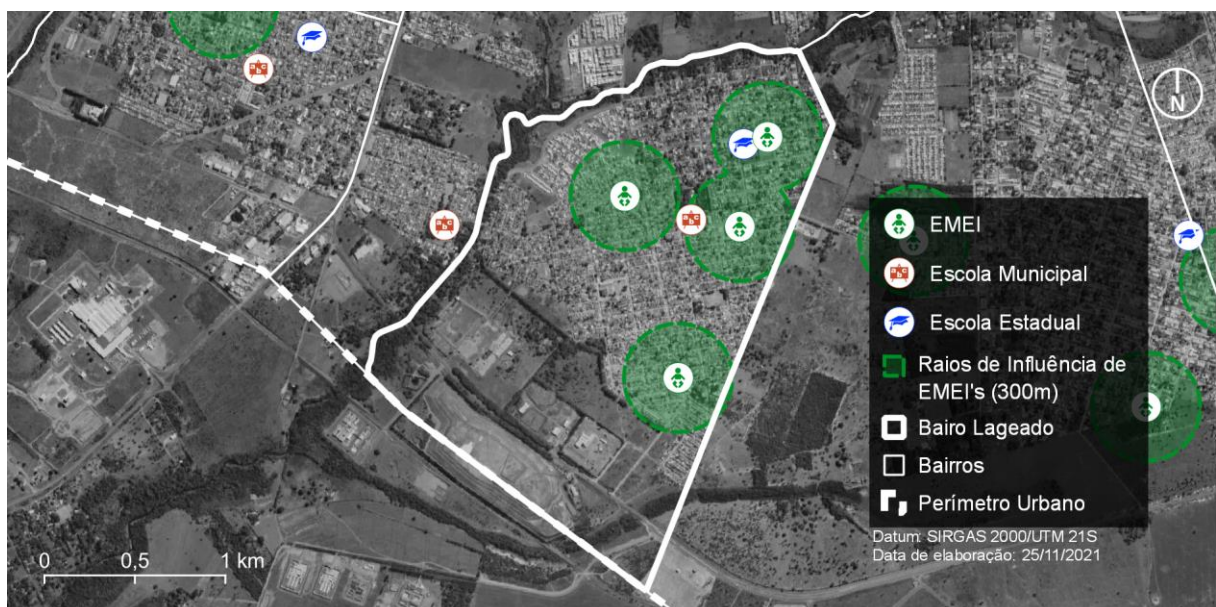 N
EMEI
Escola Municipal
Escola Estadual
Raios de Influência de
EMEI's (300m)
Bairo Lageado
Bairros
Perímetro Urbano
Datum: SIRGAS 2000/UTM 21S
Data de elaboração: 25/11/2021
0 0,5 1 km